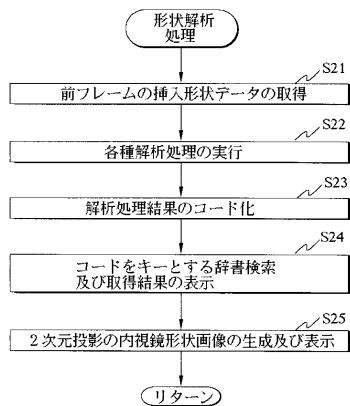 形状解析
処理
S21
前フレームの挿入形状データの取得
S22
各種解析処理の実行
S23
解析処理結果のコード化
S24
コードをキーとする辞書検索
及び取得結果の表示
S25
2次元投影の内視鏡形状画像の生成及び表示
リターン